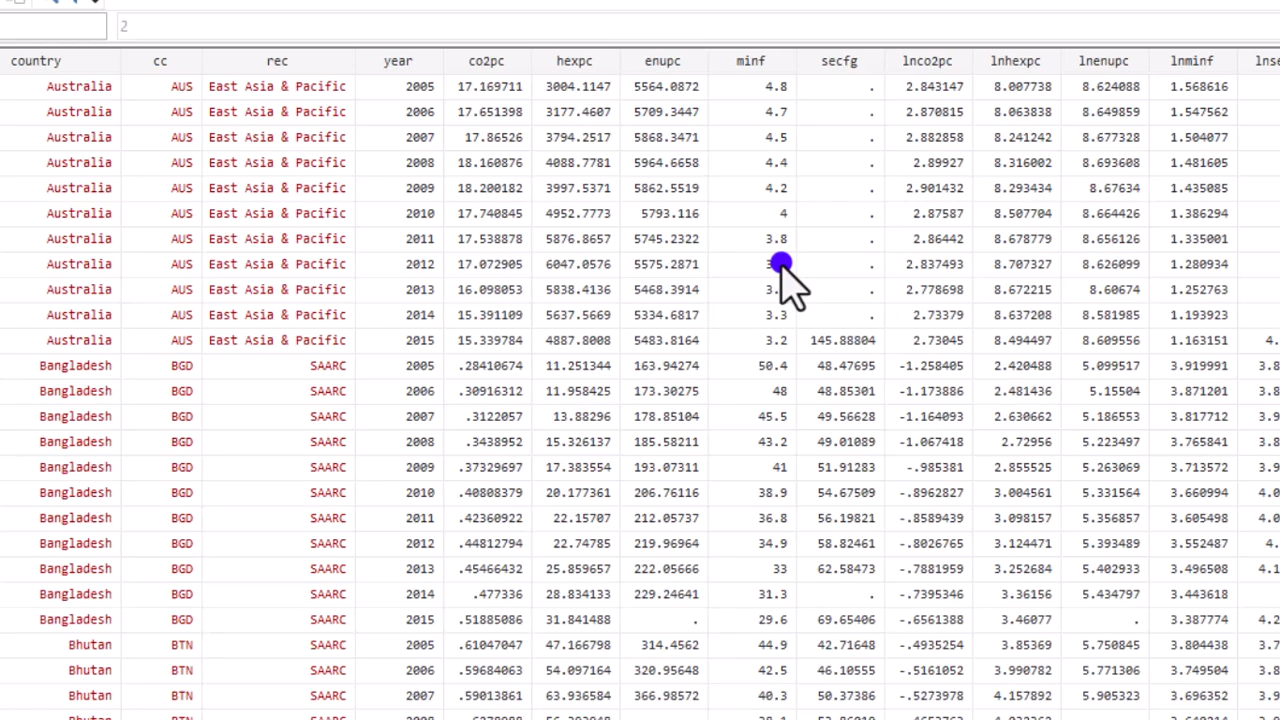 2
country cc rec year co2pc hexpc enupc minf secfg lnco2pc lnhexpc lnenupc lnminf
Australia AUS East Asia & Pacific 2005 17.169711 3004.1147 5564.0872 4.8 . 2.843147 8.007738 8.624088 1.568616
Australia AUS East Asia & Pacific 2006 17.651398 3177.4607 5709.3447 4.7 . 2.870815 8.063838 8.649859 1.547562
Australia AUS East Asia & Pacific 2007 17.86526 3794.2517 5868.3471 4.5 . 2.882858 8.241242 8.677328 1.504077
Australia AUS East Asia & Pacific 2008 18.160876 4088.7781 5964.6658 4.4 . 2.89927 8.316002 8.693608 1.481605
Australia AUS East Asia & Pacific 2009 18.200182 3997.5371 5862.5519 4.2 . 2.901432 8.293434 8.67634 1.435085
Australia AUS East Asia & Pacific 2010 17.740845 4952.7773 5793.116 4 . 2.87587 8.507704 8.664426 1.386294
Australia AUS East Asia & Pacific 2011 17.538878 5876.8657 5745.2322 3.8 . 2.86442 8.678779 8.656126 1.335001
Australia AUS East Asia & Pacific 2012 17.072905 6047.0576 5575.2871 . 2.837493 8.707327 8.626099 1.280934
Australia AUS East Asia & Pacific 2013 16.098053 5838.4136 5468.3914 . 2.778698 8.672215 8.60674 1.252763
Australia AUS East Asia & Pacific 2014 15.391109 5637.5669 5334.6817 3.3 . 2.73379 8.637208 8.581985 1.193923
Australia AUS East Asia & Pacific 2015 15.339784 4887.8008 5483.8164 3.2 145.88804 2.73045 8.494497 8.609556 1.163151 4.
Bangladesh BGD SAARC 2005 .28410674 11.251344 163.94274 50.4 48.47695 -1.258405 2.420488 5.099517 3.919991 3.8
Bangladesh BGD SAARC 2006 .30916312 11.958425 173.30275 48 48.85301 -1.173886 2.481436 5.15504 3.871201 3.8
Bangladesh BGD SAARC 2007 .3122057 13.88296 178.85104 45.5 49.56628 -1.164093 2.630662 5.186553 3.817712 3.9
Bangladesh BGD SAARC 2008 .3438952 15.326137 185.58211 43.2 49.01089 -1.067418 2.72956 5.223497 3.765841 3.8
Bangladesh BGD SAARC 2009 .37329697 17.383554 193.07311 41 51.91283 -.985381 2.855525 5.263069 3.713572 3.9
Bangladesh BGD SAARC 2010 .40808379 20.177361 206.76116 38.9 54.67509 -.8962827 3.004561 5.331564 3.660994 4.0
Bangladesh BGD SAARC 2011 .42360922 22.15707 212.05737 36.8 56.19821 -.8589439 3.098157 5.356857 3.605498 4.0
Bangladesh BGD SAARC 2012 .44812794 22.74785 219.96964 34.9 58.82461 -.8026765 3.124471 5.393489 3.552487 4.
Bangladesh BGD SAARC 2013 .45466432 25.859657 222.05666 33 62.58473 -.7881959 3.252684 5.402933 3.496508 4.1
Bangladesh BGD SAARC 2014 .477336 28.834133 229.24641 31.3 . -.7395346 3.36156 5.434797 3.443618
Bangladesh BGD SAARC 2015 .51885086 31.841488 . 29.6 69.65406 -.6561388 3.46077 . 3.387774 4.2
Bhutan BTN SAARC 2005 .61047047 47.166798 314.4562 44.9 42.71648 -.4935254 3.85369 5.750845 3.804438 3.7
Bhutan BTN SAARC 2006 .59684063 54.097164 320.95648 42.5 46.10555 -.5161052 3.990782 5.771306 3.749504 3.8
Bhutan BTN SAARC 2007 .59013861 63.936584 366.98572 40.3 50.37386 -.5273978 4.157892 5.905323 3.696352 3.9